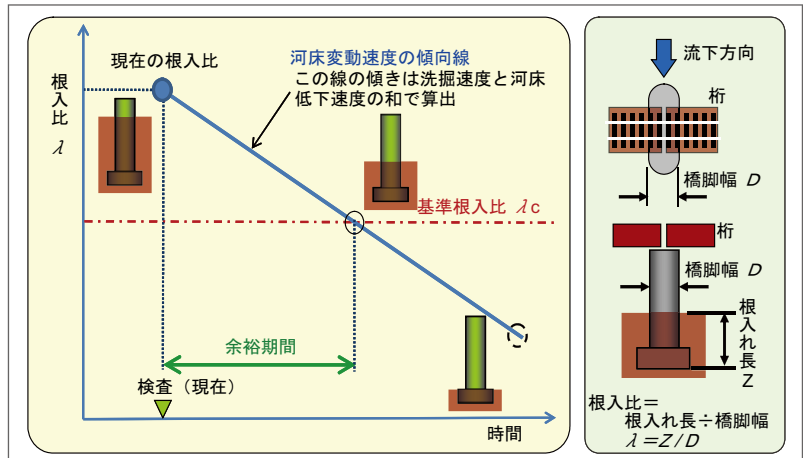 現在の根入比
河床変動速度の傾向線
この線の傾きは洗掘速度と河床
低下速度の和で算出
根入比 λ
基準根入比 λc
余裕期間
検査（現在）
時間
流下方向
桁
橋脚幅 D
桁
橋脚幅 D
根入れ長 Z
根入比＝
根入れ長÷橋脚幅
λ＝Z/D